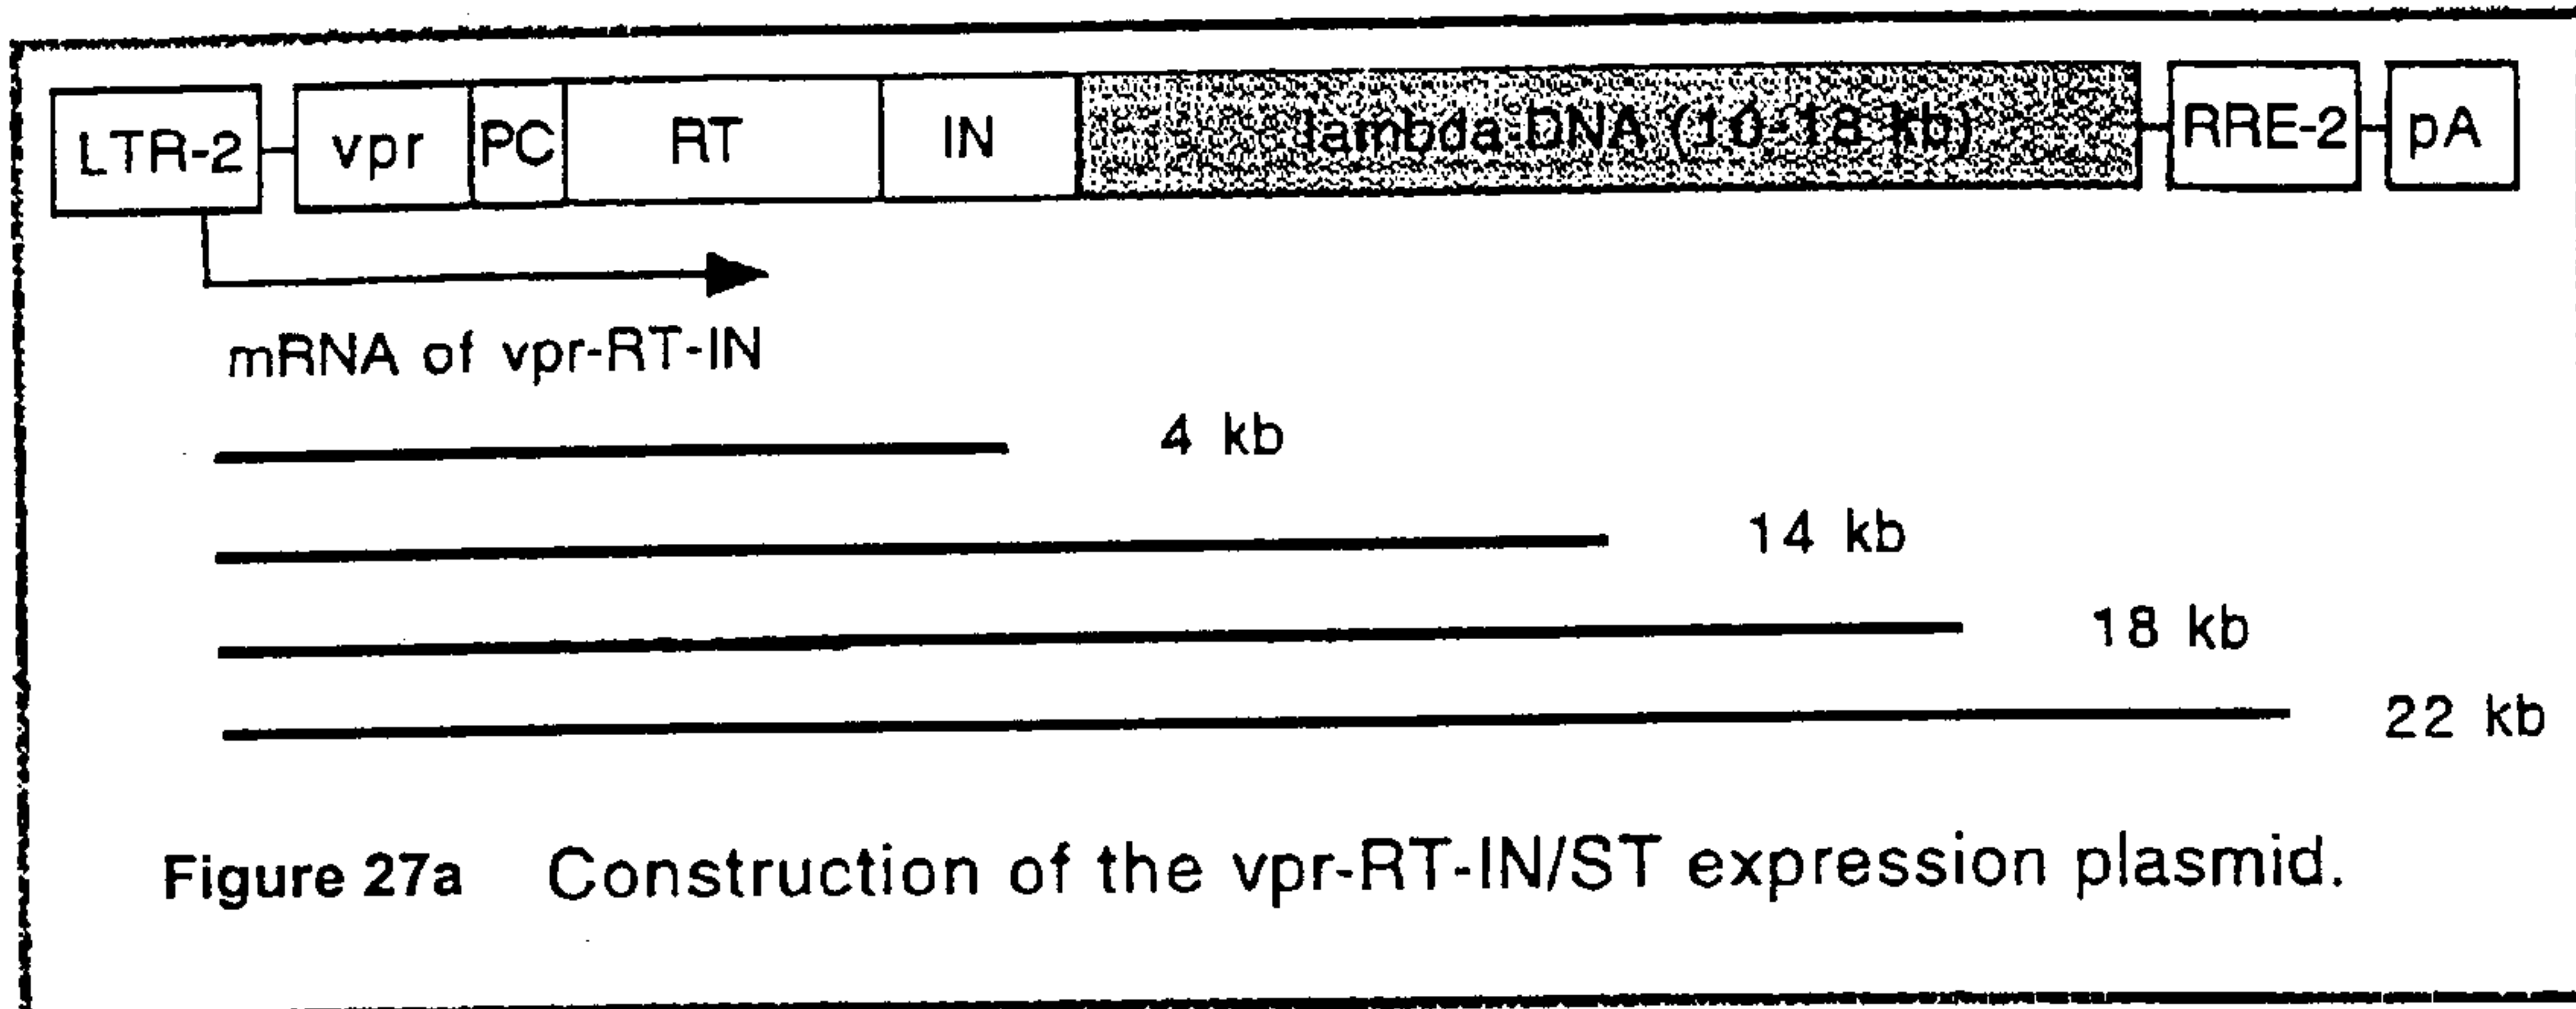 LTR-2 vpr PC RT IN lambda-DNA (10-18 kb) RRE-2 pA
mRNA of vpr-RT-IN
4 kb
14 kb
18 kb
22 kb
Figure 27a Construction of the vpr-RT-IN/ST expression plasmid.